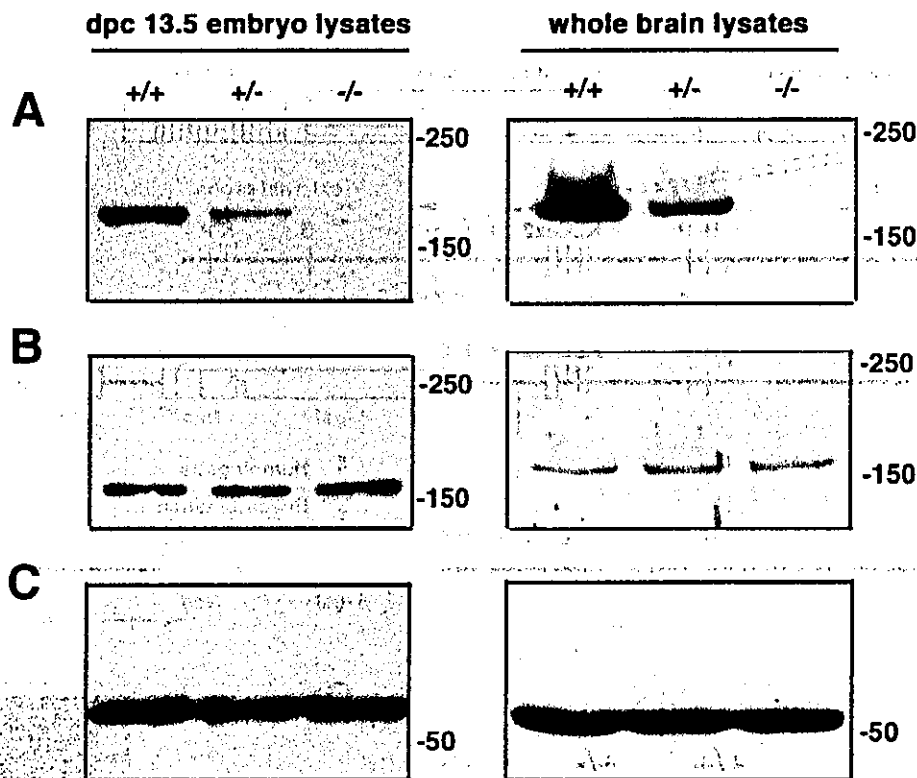 dpc 13.5 embryo lysates
whole brain lysates
+/+ +/- -/- +/+ +/- -/-
A
-250 -250
-150 -150
B
-250 -250
-150 -150
C
-50 -50